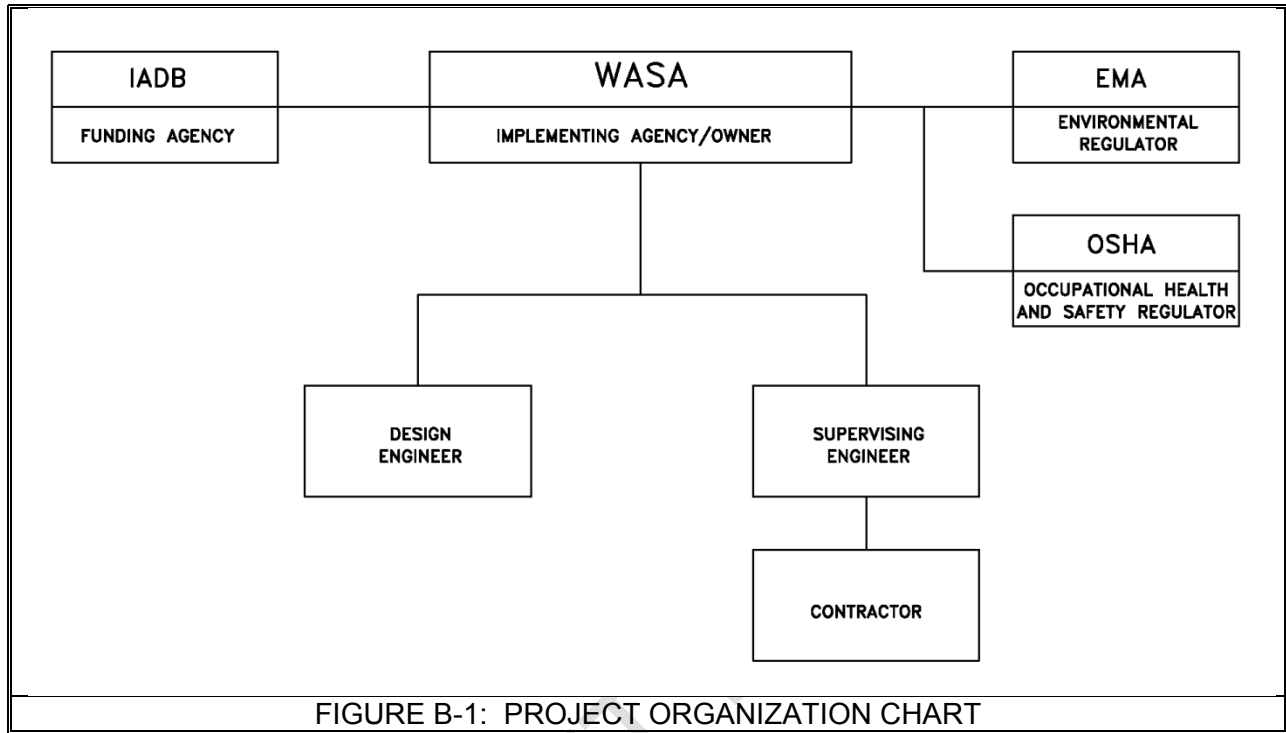 IADB
FUNDING AGENCY
WASA
IMPLEMENTING AGENCY/OWNER
EMA
ENVIRONMENTAL
REGULATOR
OSHA
OCCUPATIONAL HEALTH
AND SAFETY REGULATOR
DESIGN
ENGINEER
SUPERVISING
ENGINEER
CONTRACTOR
FIGURE B-1: PROJECT ORGANIZATION CHART